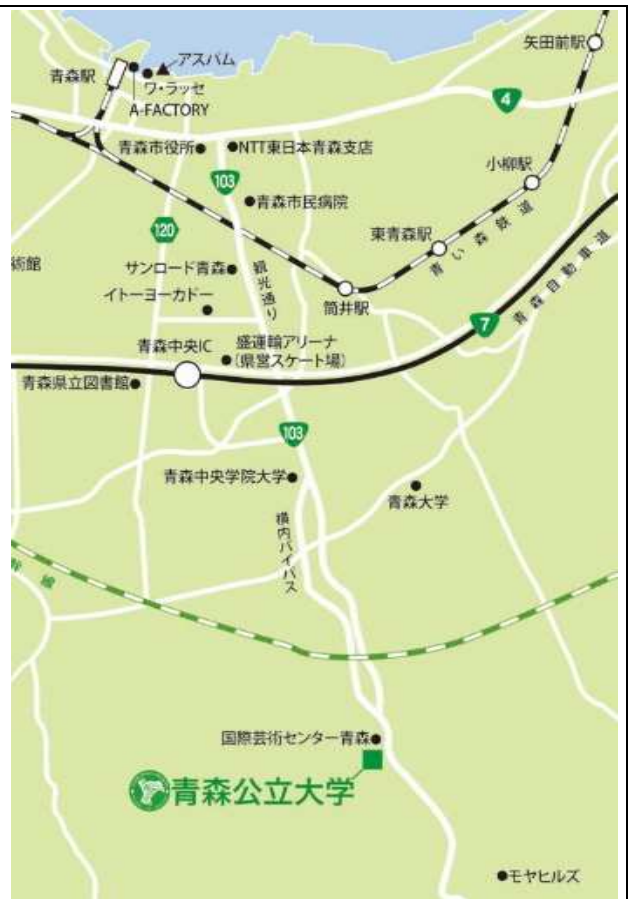 矢田前駅
アスパム
青森駅
ワ・ラッセ
A-FACTORY
4
青森市役所
NTT東日本青森支店
小柳駅
103
青森市民病院
120
東青森駅
青い森鉄道
術館
サンロード青森
観光通り
イトーヨーカドー
筒井駅
7
青森自動車道
青森中央IC
盛運輸アリーナ
(県営スケート場)
青森県立図書館
103
青森中央学院大学
青森大学
横内バイパス
幹線
国際芸術センター青森
青森公立大学
モヤヒルズ